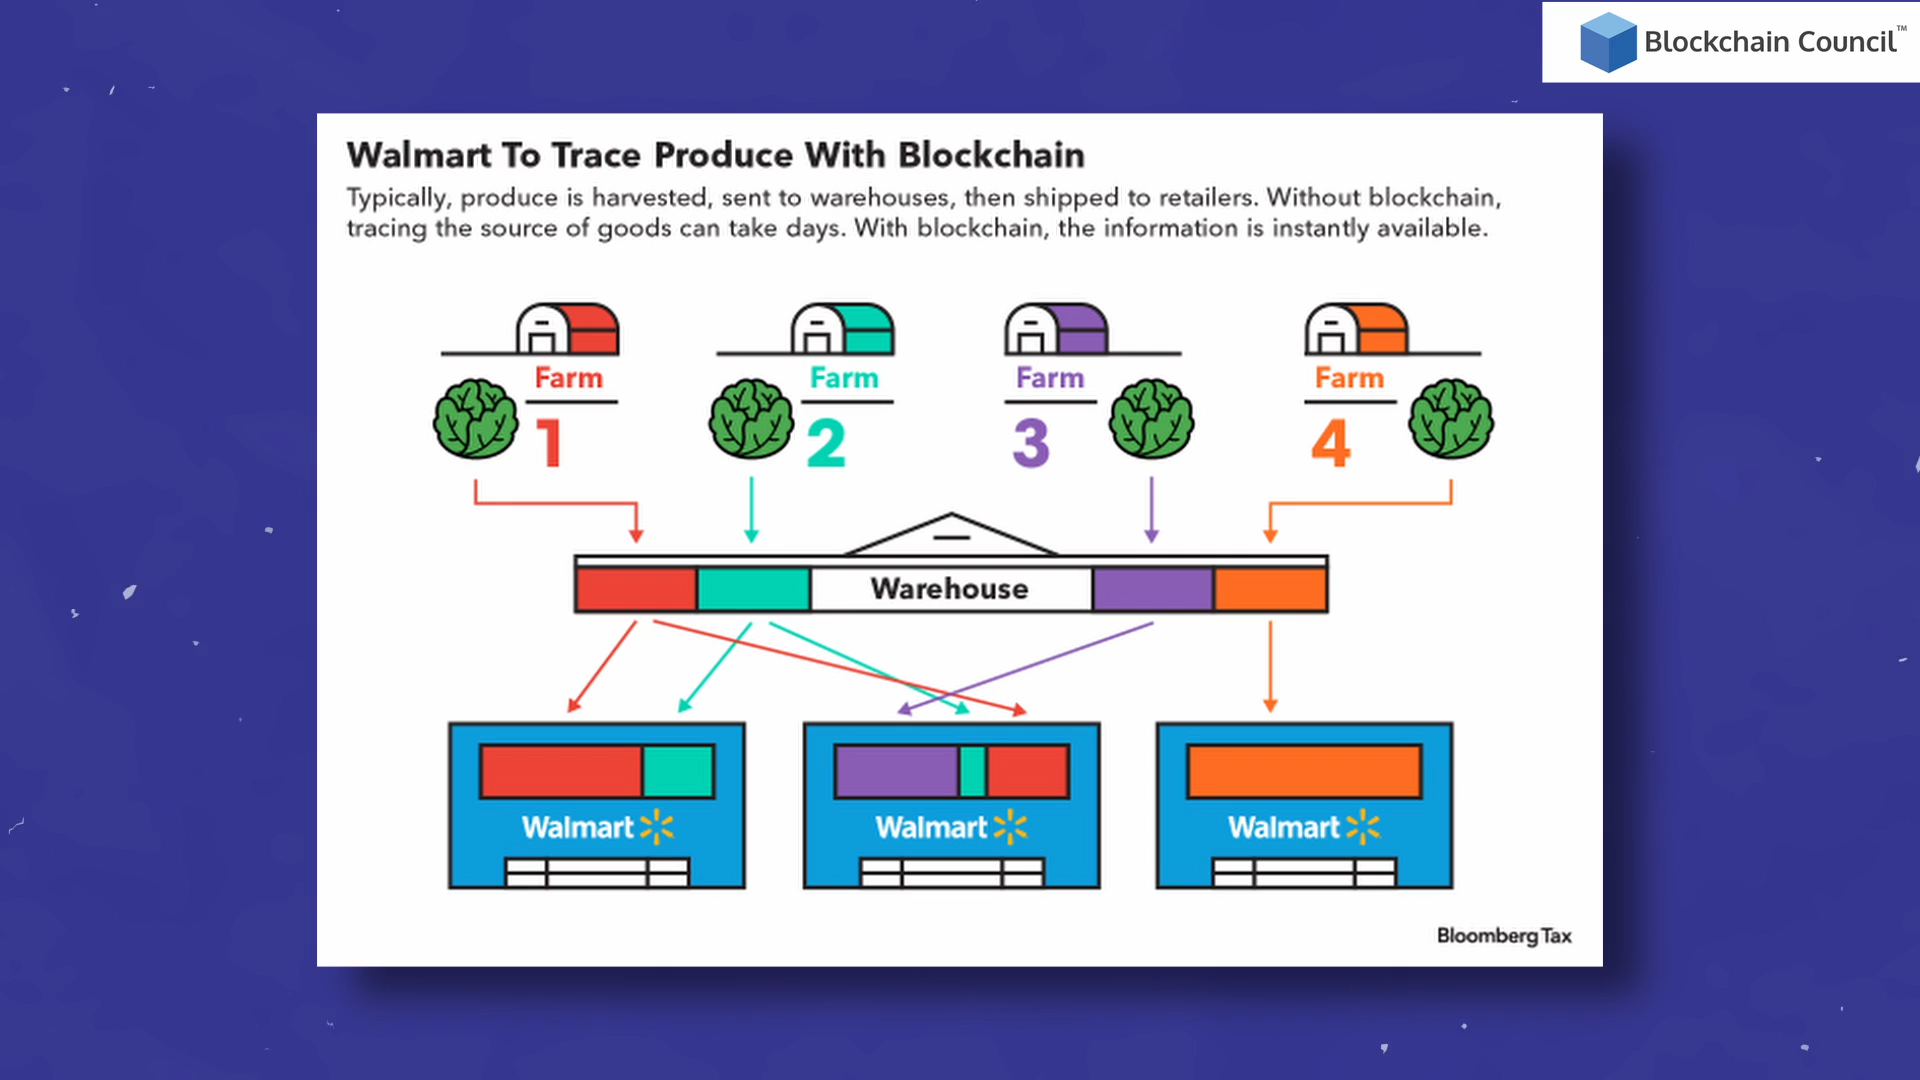 Blockchain Council™
Walmart To Trace Produce With Blockchain
Typically, produce is harvested, sent to warehouses, then shipped to retailers. Without blockchain,
tracing the source of goods can take days. With blockchain, the information is instantly available.
Farm
1
Farm
2
Farm
3
Farm
4
Warehouse
Walmart
Walmart
Walmart
Bloomberg Tax